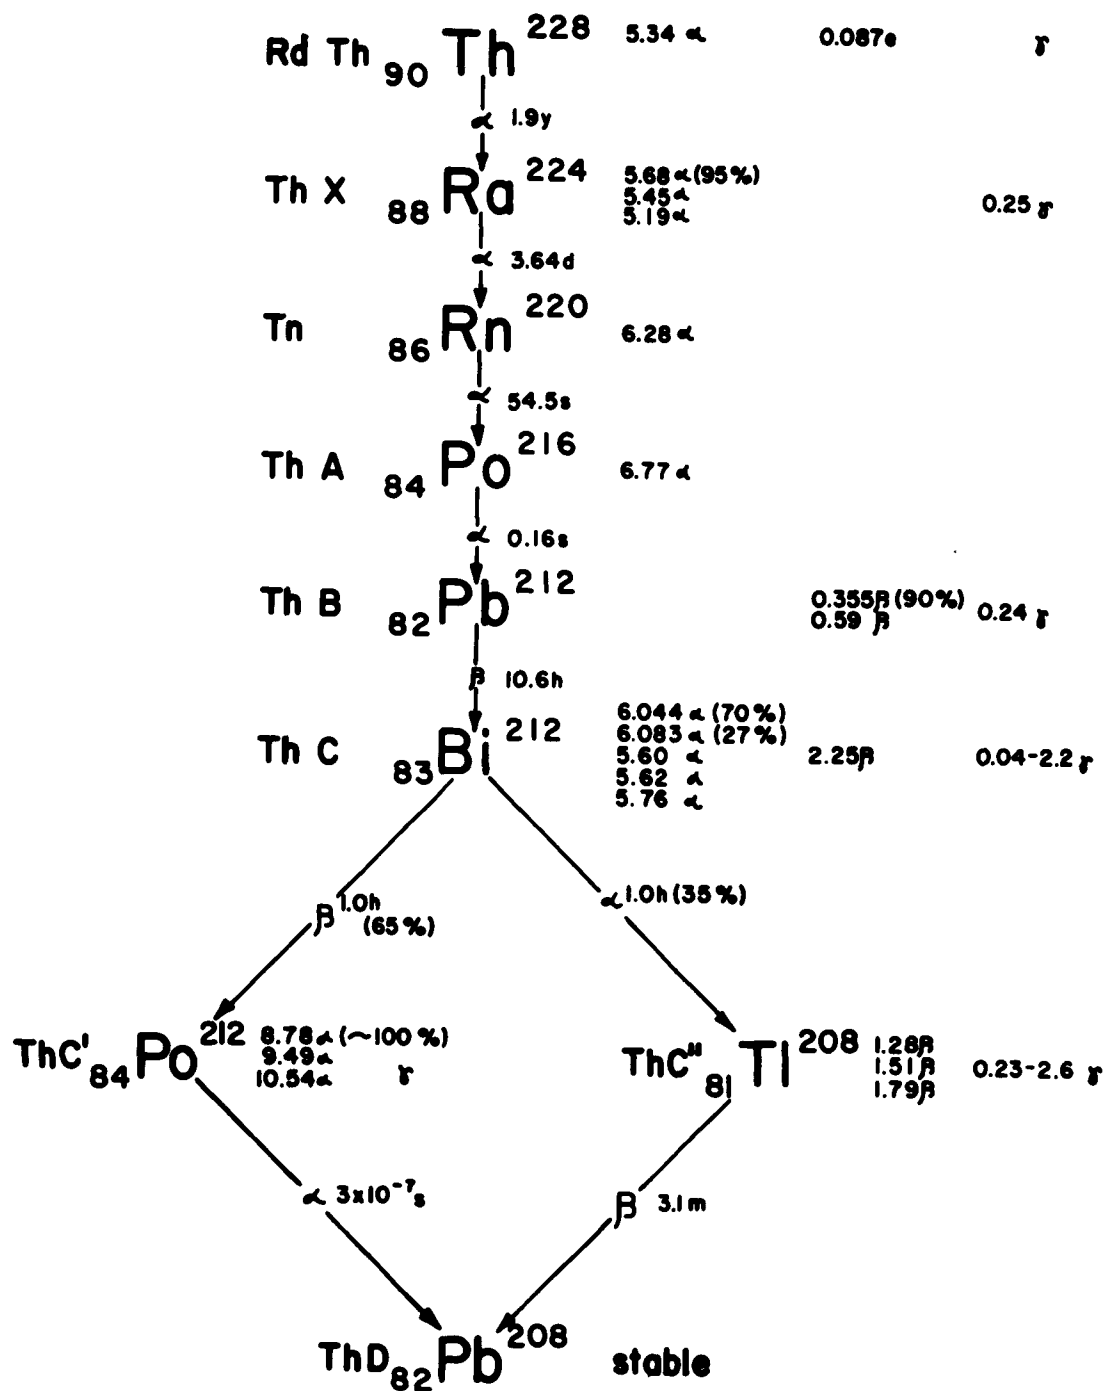 Rd Th 90 Th 228 5.34 α 0.087e γ
α 1.9y
Th X 88 Ra 224 5.68 α (95%)
5.45 α
5.19 α
0.25 γ
α 3.64d
Tn 86 Rn 220 6.28 α
α 54.5s
Th A 84 Po 216 6.77 α
α 0.16s
Th B 82 Pb 212 0.355β (90%)
0.59 β
0.24 γ
β 10.6h
Th C 83 Bi 212
6.044 α (70%)
6.083 α (27%)
5.60 α 2.25β 0.04-2.2 γ
5.62 α
5.76 α
β 1.0h
(65%)
α 1.0h (35%)
ThC' 84 Po 212 8.78 α (~100%)
9.49 α
10.54 α γ
ThC" 81 Tl 208 1.28β
1.51β 0.23-2.6 γ
1.79β
α 3x10⁻⁷s
β 3.1m
ThD 82 Pb 208 stable